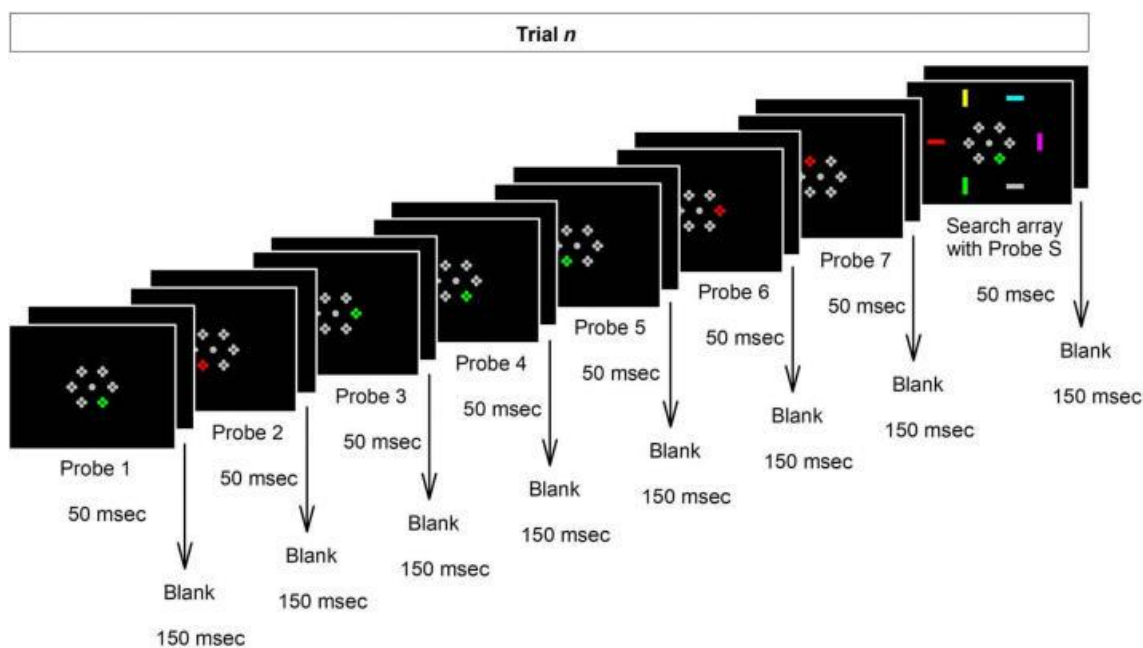 Trial n
Probe 1
50 msec
Blank
150 msec
Probe 2
50 msec
Blank
150 msec
Probe 3
50 msec
Blank
150 msec
Probe 4
50 msec
Blank
150 msec
Probe 5
50 msec
Blank
150 msec
Probe 6
50 msec
Blank
150 msec
Probe 7
50 msec
Blank
150 msec
Search array
with Probe S
50 msec
Blank
150 msec